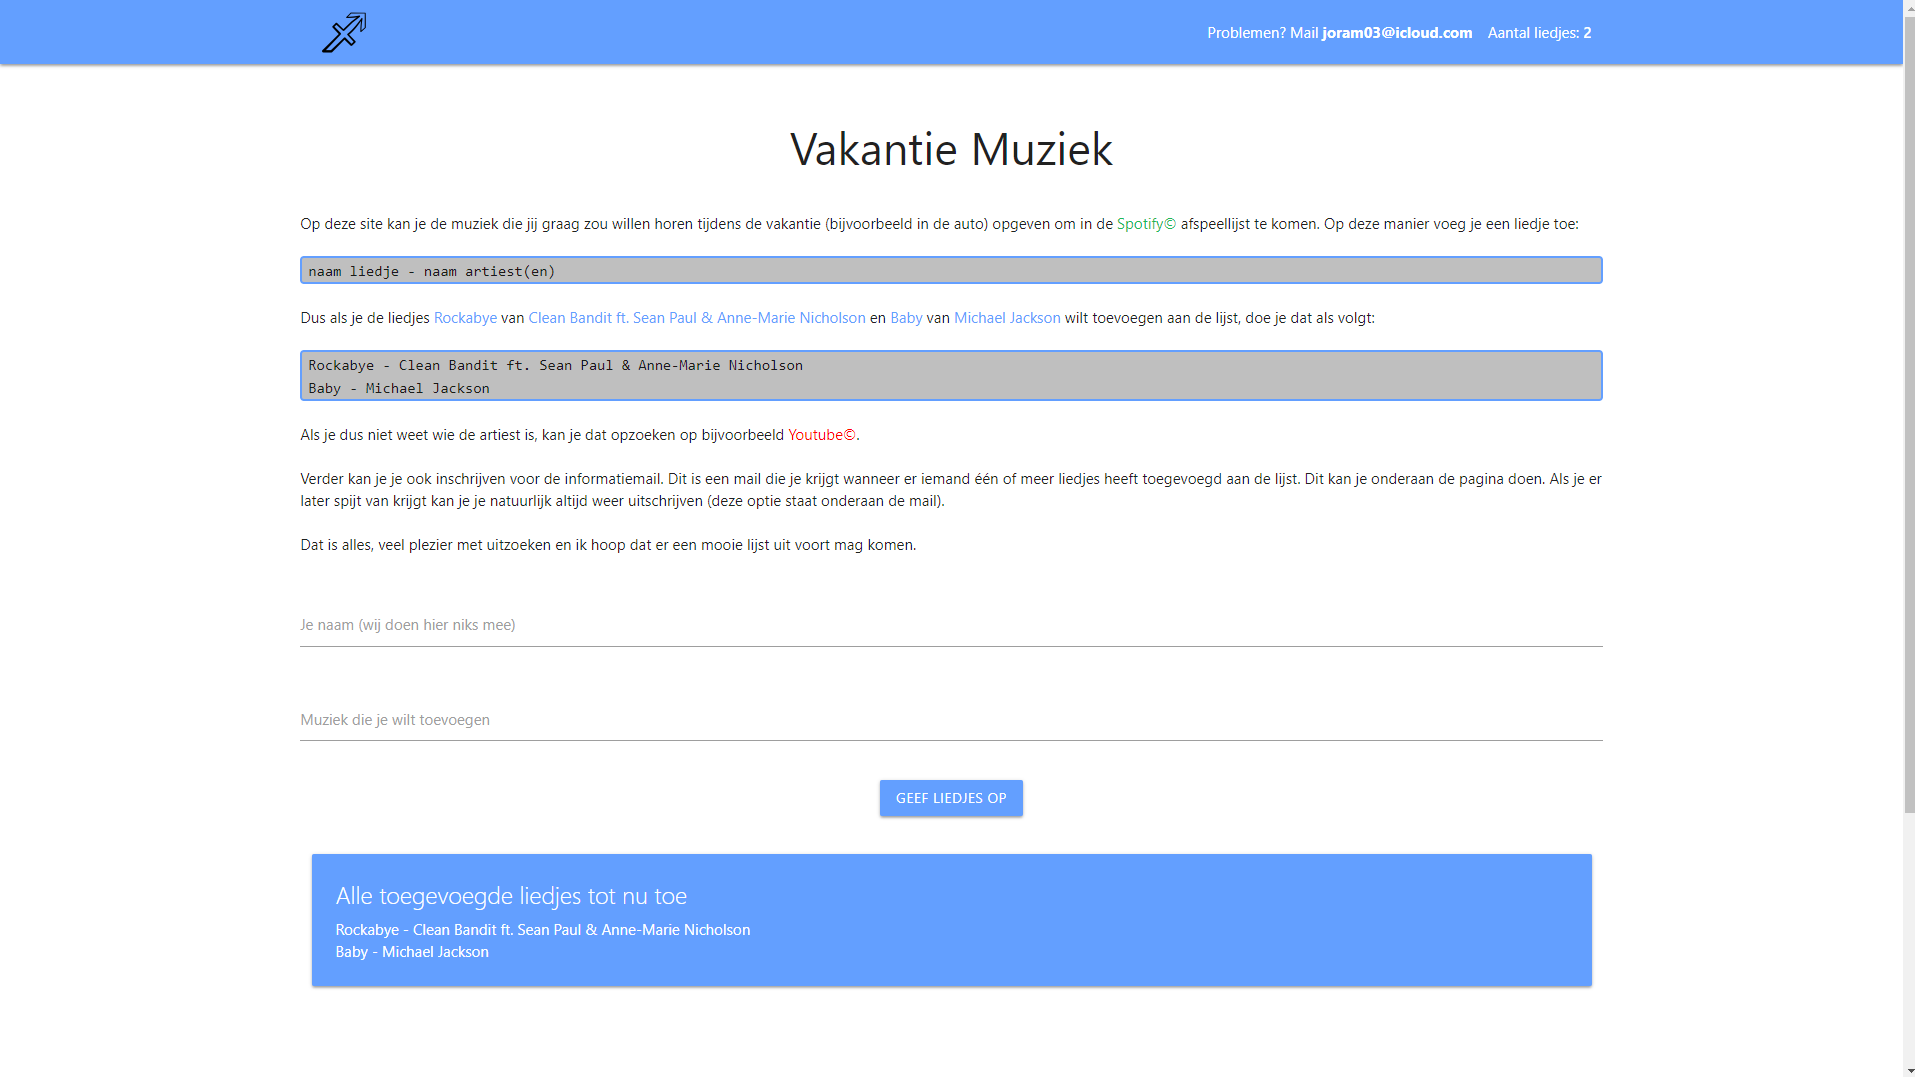 Problemen? Mail joram03@icloud.com Aantal liedjes: 2
Vakantie Muziek
Op deze site kan je de muziek die jij graag zou willen horen tijdens de vakantie (bijvoorbeeld in de auto) opgeven om in de Spotify© afspeellijst te komen. Op deze manier voeg je een liedje toe:
naam liedje - naam artiest(en)
Dus als je de liedjes Rockabye van Clean Bandit ft. Sean Paul & Anne-Marie Nicholson en Baby van Michael Jackson wilt toevoegen aan de lijst, doe je dat als volgt:
Rockabye - Clean Bandit ft. Sean Paul & Anne-Marie Nicholson
Baby - Michael Jackson
Als je dus niet weet wie de artiest is, kan je dat opzoeken op bijvoorbeeld Youtube©.
Verder kan je je ook inschrijven voor de informatiemail. Dit is een mail die je krijgt wanneer er iemand één of meer liedjes heeft toegevoegd aan de lijst. Dit kan je onderaan de pagina doen. Als je er
later spijt van krijgt kan je je natuurlijk altijd weer uitschrijven (deze optie staat onderaan de mail).
Dat is alles, veel plezier met uitzoeken en ik hoop dat er een mooie lijst uit voort mag komen.
Je naam (wij doen hier niks mee)
Muziek die je wilt toevoegen
GEEF LIEDJES OP
Alle toegevoegde liedjes tot nu toe
Rockabye - Clean Bandit ft. Sean Paul & Anne-Marie Nicholson
Baby - Michael Jackson